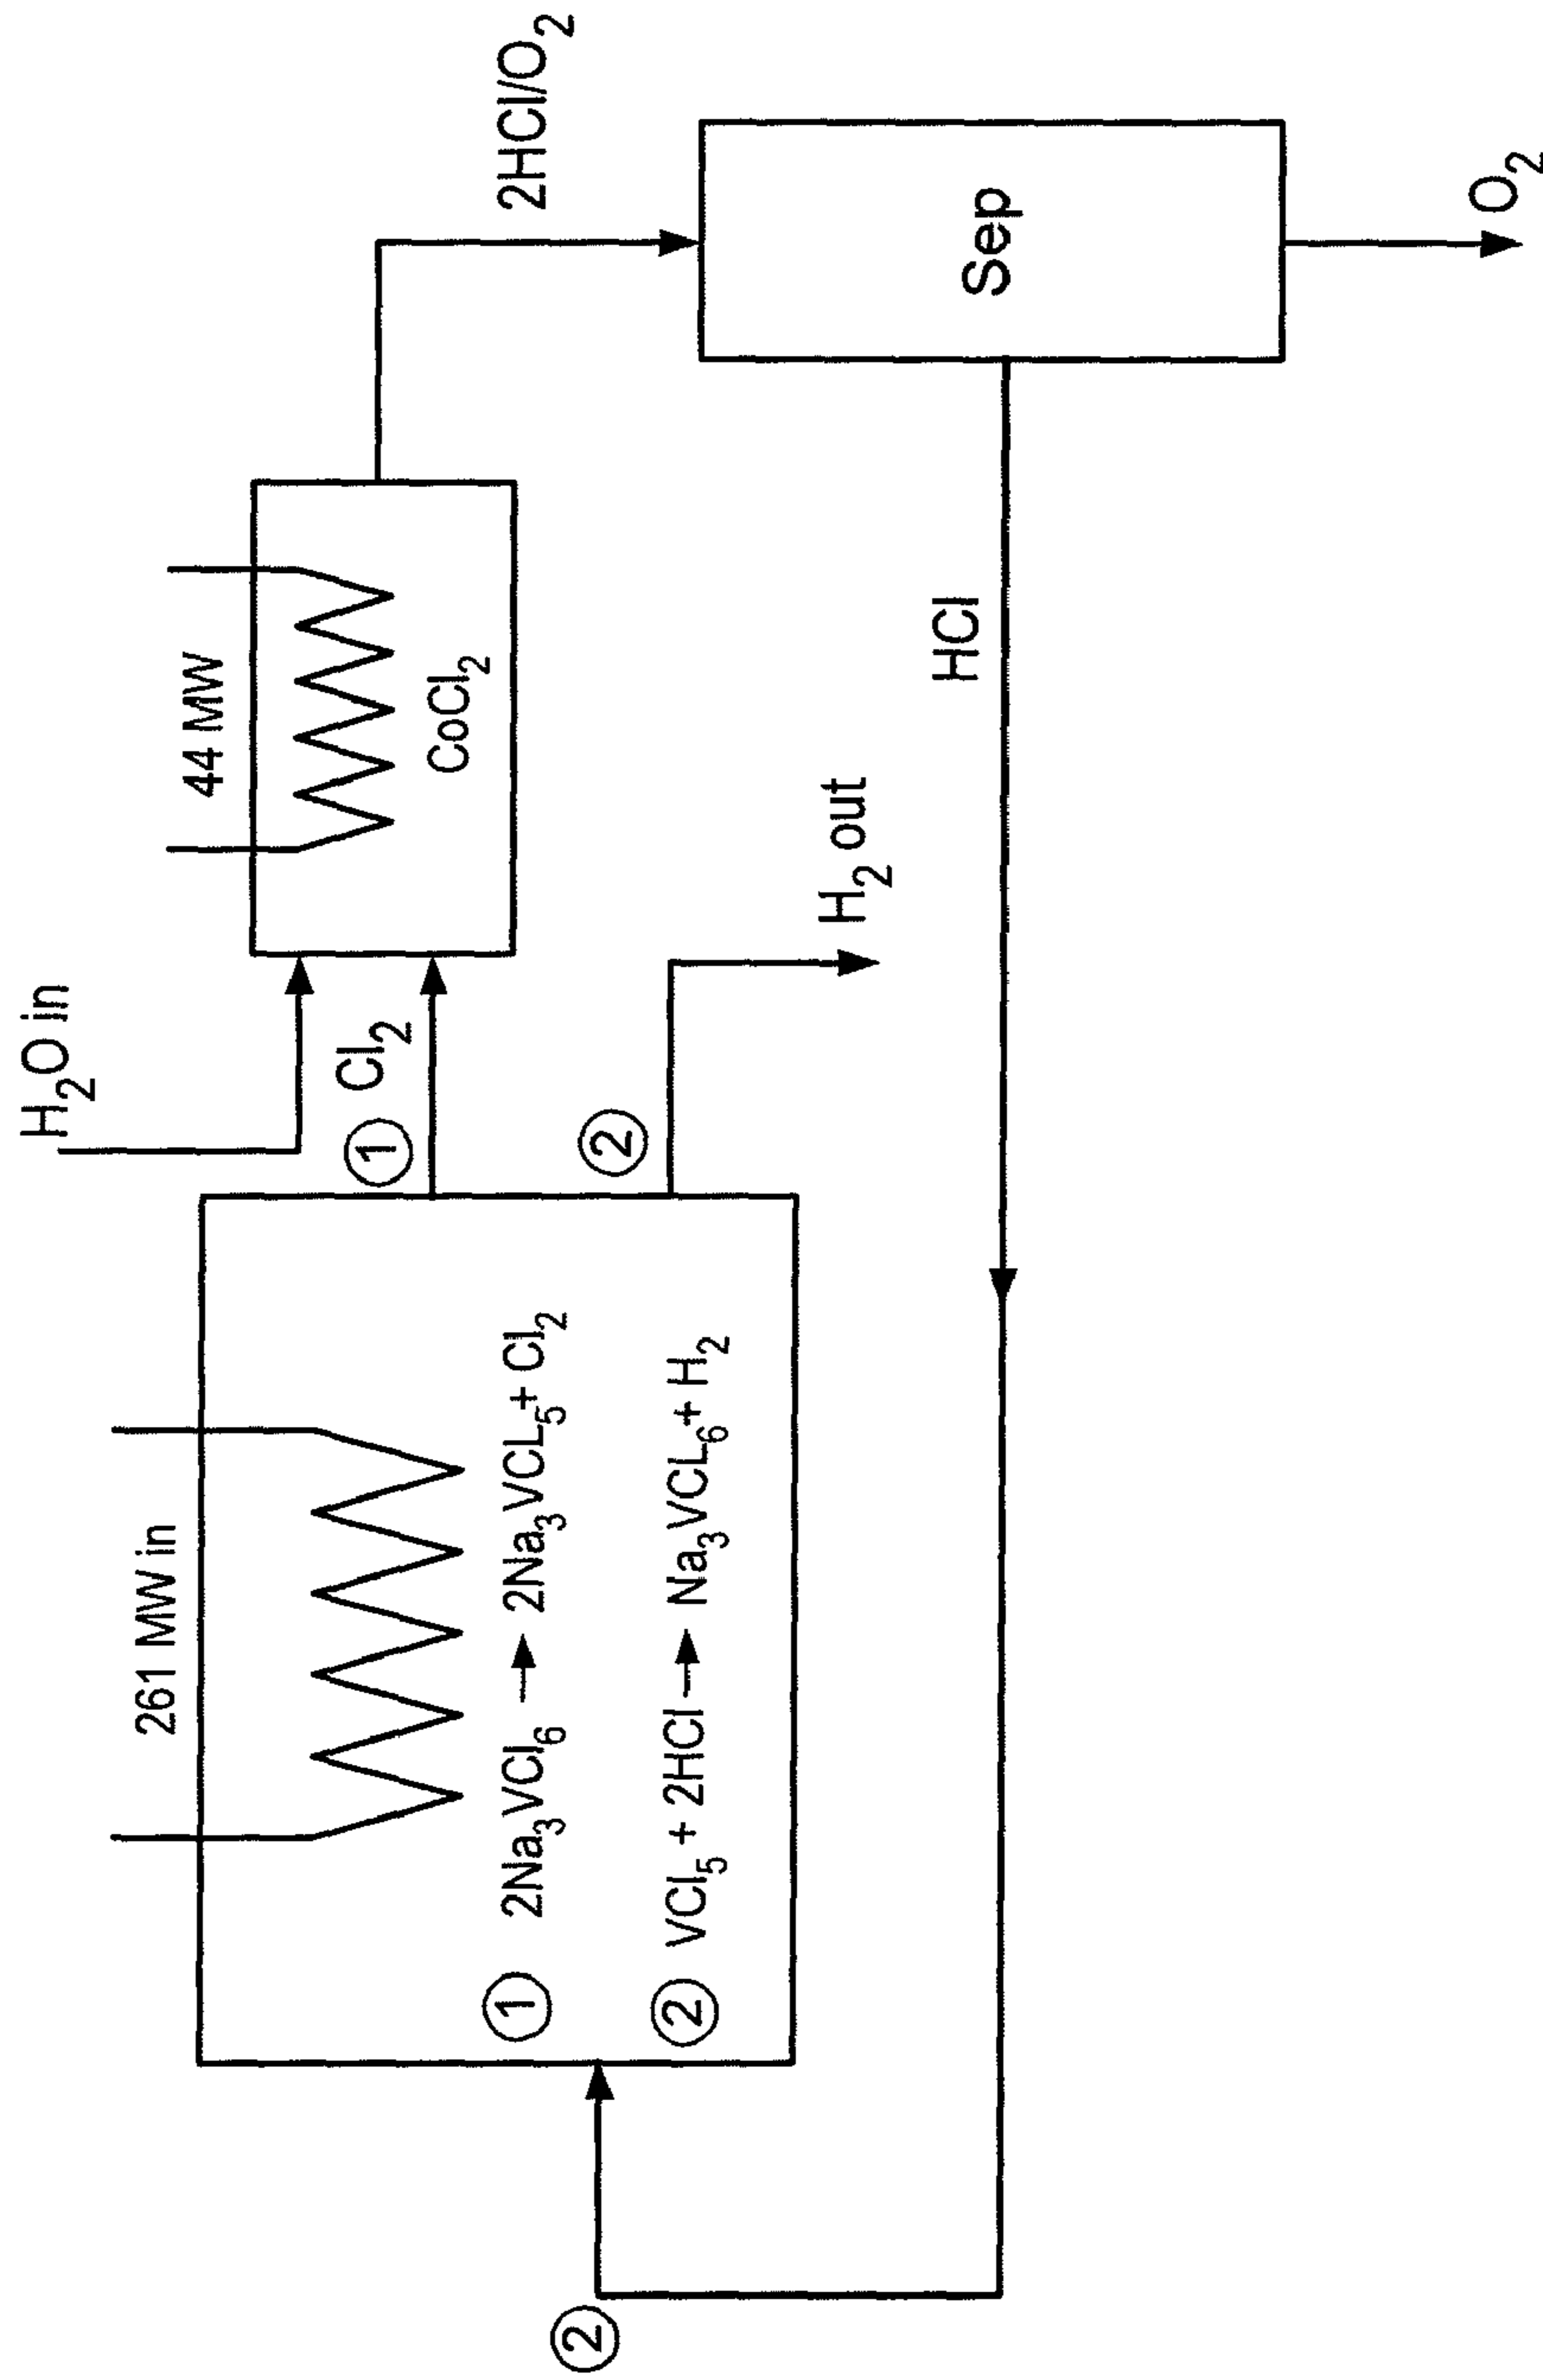 261 MW in
① 2Na₃VCl₆ → 2Na₃VCL₅+ Cl₂
② VCl₅ + 2HCl → Na₃VCL₆+ H₂
②
H₂O in
① Cl₂
②
H₂ out
44 MW
CoCl₂
2HCl/O₂
Sep
HCl
O₂